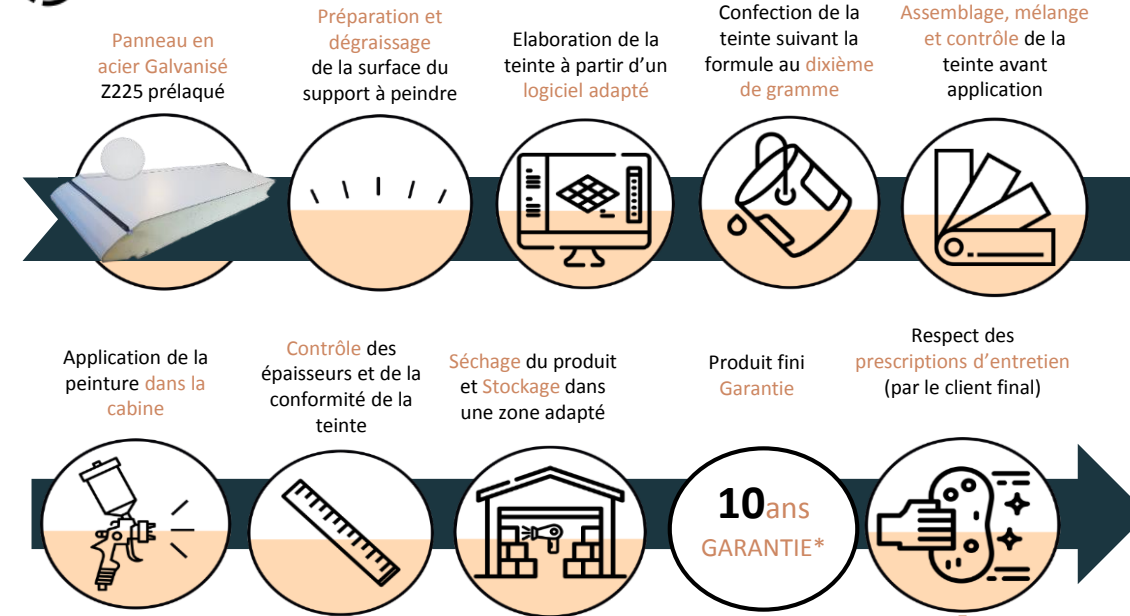 Panneau en
acier Galvanisé
Z225 prélaqué
Préparation et
dégraissage
de la surface du
support à peindre
Elaboration de la
teinte à partir d’un
logiciel adapté
Confection de la
teinte suivant la
formule au dixième
de gramme
Assemblage, mélange
et contrôle de la
teinte avant
application
Application de la
peinture dans la
cabine
Contrôle des
épaisseurs et de la
conformité de la
teinte
Séchage du produit
et Stockage dans
une zone adapté
Produit fini
Garantie
10ans
GARANTIE*
Respect des
prescriptions d’entretien
(par le client final)